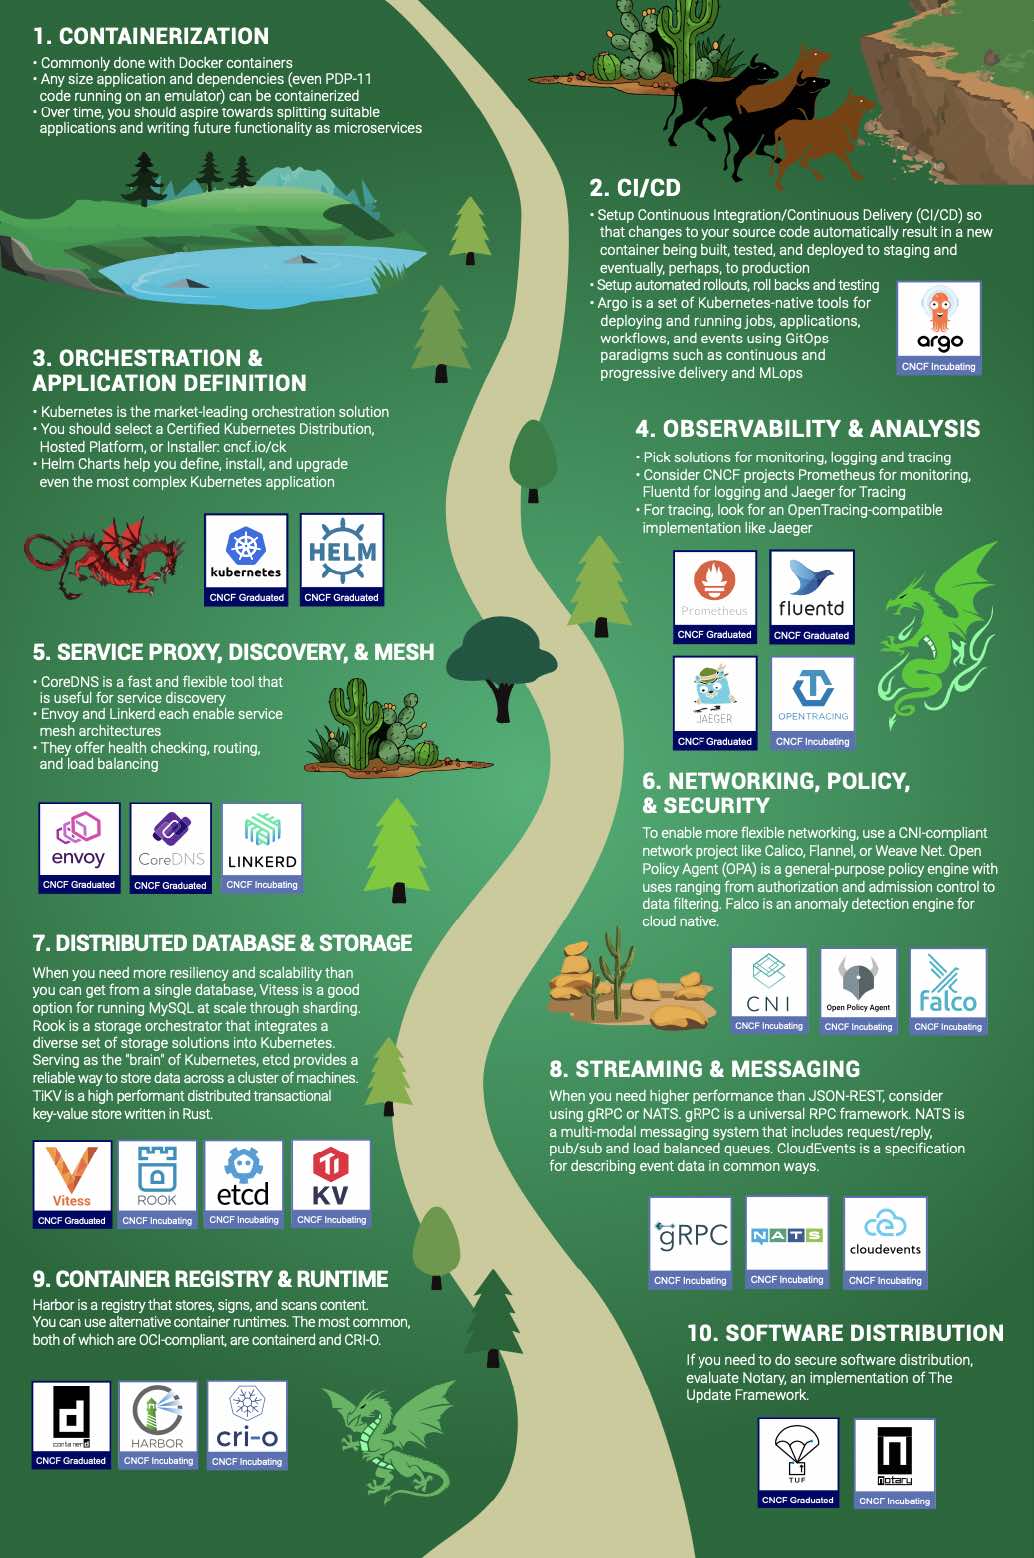 1. CONTAINERIZATION
• Commonly done with Docker containers
• Any size application and dependencies (even PDP-11
code running on an emulator) can be containerized
• Over time, you should aspire towards splitting suitable
applications and writing future functionality as microservices
2. CI/CD
• Setup Continuous Integration/Continuous Delivery (CI/CD) so
that changes to your source code automatically result in a new
container being built, tested, and deployed to staging and
eventually, perhaps, to production
• Setup automated rollouts, roll backs and testing
• Argo is a set of Kubernetes-native tools for
deploying and running jobs, applications,
workflows, and events using GitOps
paradigms such as continuous and
progressive delivery and MLops
argo
CNCF Incubating
3. ORCHESTRATION &
APPLICATION DEFINITION
• Kubernetes is the market-leading orchestration solution
• You should select a Certified Kubernetes Distribution,
Hosted Platform, or Installer: cncf.io/ck
• Helm Charts help you define, install, and upgrade
even the most complex Kubernetes application
kubernetes
CNCF Graduated
HELM
CNCF Graduated
4. OBSERVABILITY & ANALYSIS
• Pick solutions for monitoring, logging and tracing
• Consider CNCF projects Prometheus for monitoring,
Fluentd for logging and Jaeger for Tracing
• For tracing, look for an OpenTracing-compatible
implementation like Jaeger
Prometheus
CNCF Graduated
fluentd
CNCF Graduated
JAEGER
CNCF Graduated
OPENTRACING
CNCF Incubating
5. SERVICE PROXY, DISCOVERY, & MESH
• CoreDNS is a fast and flexible tool that
is useful for service discovery
• Envoy and Linkerd each enable service
mesh architectures
• They offer health checking, routing,
and load balancing
envoy
CNCF Graduated
CoreDNS
CNCF Graduated
LINKERD
CNCF Incubating
6. NETWORKING, POLICY,
& SECURITY
To enable more flexible networking, use a CNI-compliant
network project like Calico, Flannel, or Weave Net. Open
Policy Agent (OPA) is a general-purpose policy engine with
uses ranging from authorization and admission control to
data filtering. Falco is an anomaly detection engine for
cloud native.
CNI
CNCF Incubating
Open Policy Agent
CNCF Incubating
falco
CNCF Incubating
7. DISTRIBUTED DATABASE & STORAGE
When you need more resiliency and scalability than
you can get from a single database, Vitess is a good
option for running MySQL at scale through sharding.
Rook is a storage orchestrator that integrates a
diverse set of storage solutions into Kubernetes.
Serving as the "brain" of Kubernetes, etcd provides a
reliable way to store data across a cluster of machines.
TiKV is a high performant distributed transactional
key-value store written in Rust.
Vitess
CNCF Graduated
ROOK
CNCF Incubating
etcd
CNCF Incubating
TI
KV
CNCF Incubating
8. STREAMING & MESSAGING
When you need higher performance than JSON-REST, consider
using gRPC or NATS. gRPC is a universal RPC framework. NATS is
a multi-modal messaging system that includes request/reply,
pub/sub and load balanced queues. CloudEvents is a specification
for describing event data in common ways.
gRPC
CNCF Incubating
NATS
CNCF Incubating
cloudevents
CNCF Incubating
9. CONTAINER REGISTRY & RUNTIME
Harbor is a registry that stores, signs, and scans content.
You can use alternative container runtimes. The most common,
both of which are OCI-compliant, are containerd and CRI-O.
d
containerd
CNCF Graduated
HARBOR
CNCF Incubating
cri-o
CNCF Incubating
10. SOFTWARE DISTRIBUTION
If you need to do secure software distribution,
evaluate Notary, an implementation of The
Update Framework.
TUF
CNCF Graduated
n
notary
CNCF Incubating